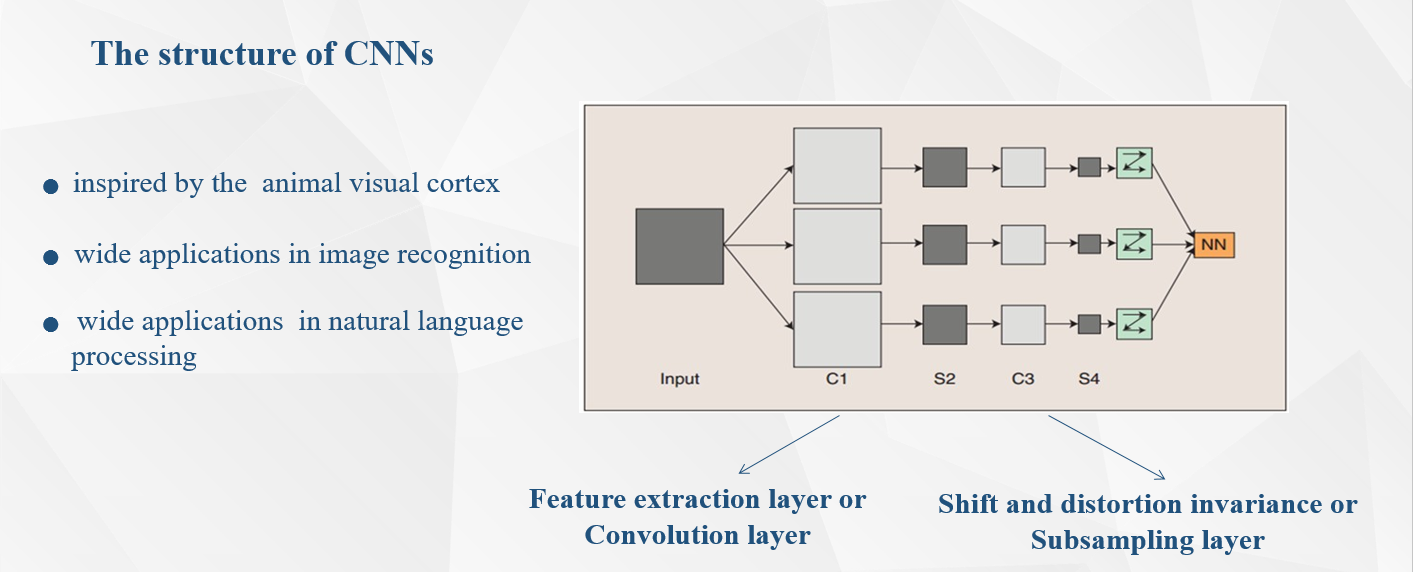 The structure of CNNs
● inspired by the animal visual cortex
● wide applications in image recognition
● wide applications in natural language
processing
NN
Input C1 S2 C3 S4
Feature extraction layer or
Convolution layer
Shift and distortion invariance or
Subsampling layer